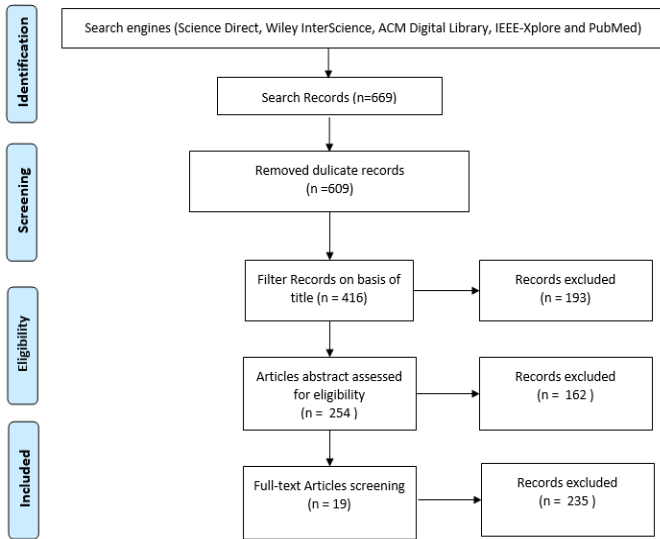 Identification
Search engines (Science Direct, Wiley InterScience, ACM Digital Library, IEEE-Xplore and PubMed)
Search Records (n=669)
Screening
Removed dulicate records
(n =609)
Filter Records on basis of
title (n = 416)
Records excluded
(n = 193)
Eligibility
Articles abstract assessed
for eligibility
(n = 254 )
Records excluded
(n = 162 )
Included
Full-text Articles screening
(n = 19)
Records excluded
(n = 235 )